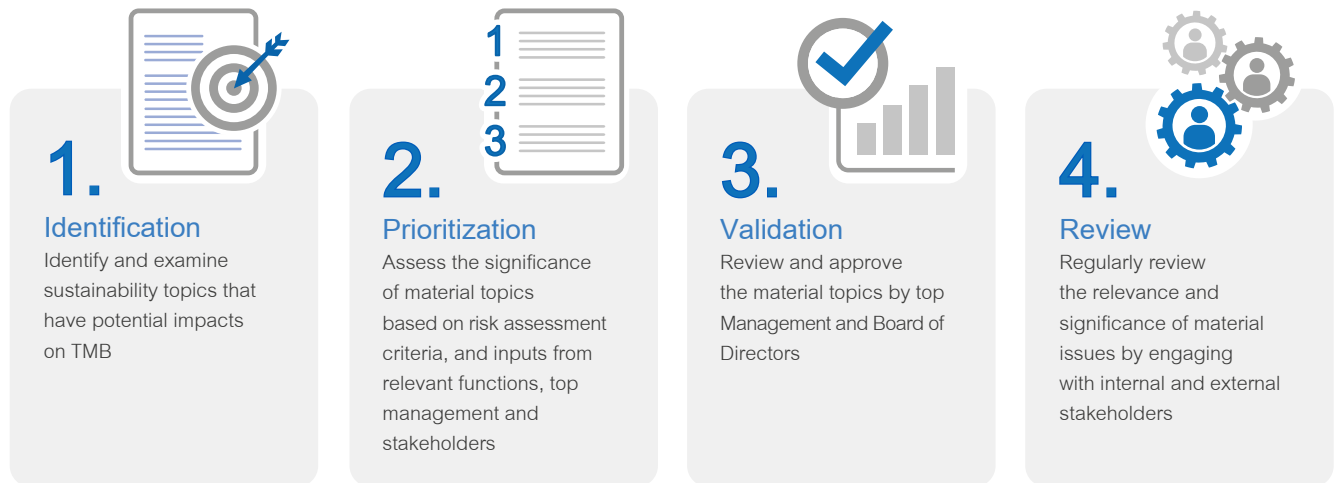 1
2
3
1.
Identification
Identify and examine
sustainability topics that
have potential impacts
on TMB
2.
Prioritization
Assess the significance
of material topics
based on risk assessment
criteria, and inputs from
relevant functions, top
management and
stakeholders
3.
Validation
Review and approve
the material topics by top
Management and Board of
Directors
4.
Review
Regularly review
the relevance and
significance of material
issues by engaging
with internal and external
stakeholders